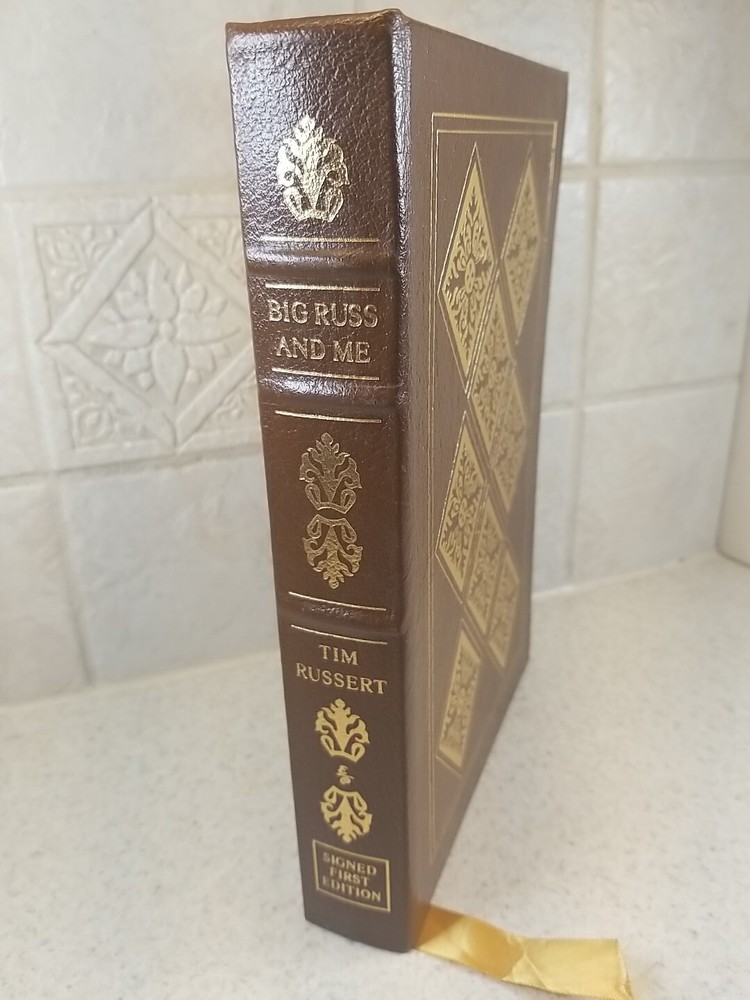 BIG RUSS
AND ME
TIM
RUSSERT
SIGNED
FIRST
EDITION